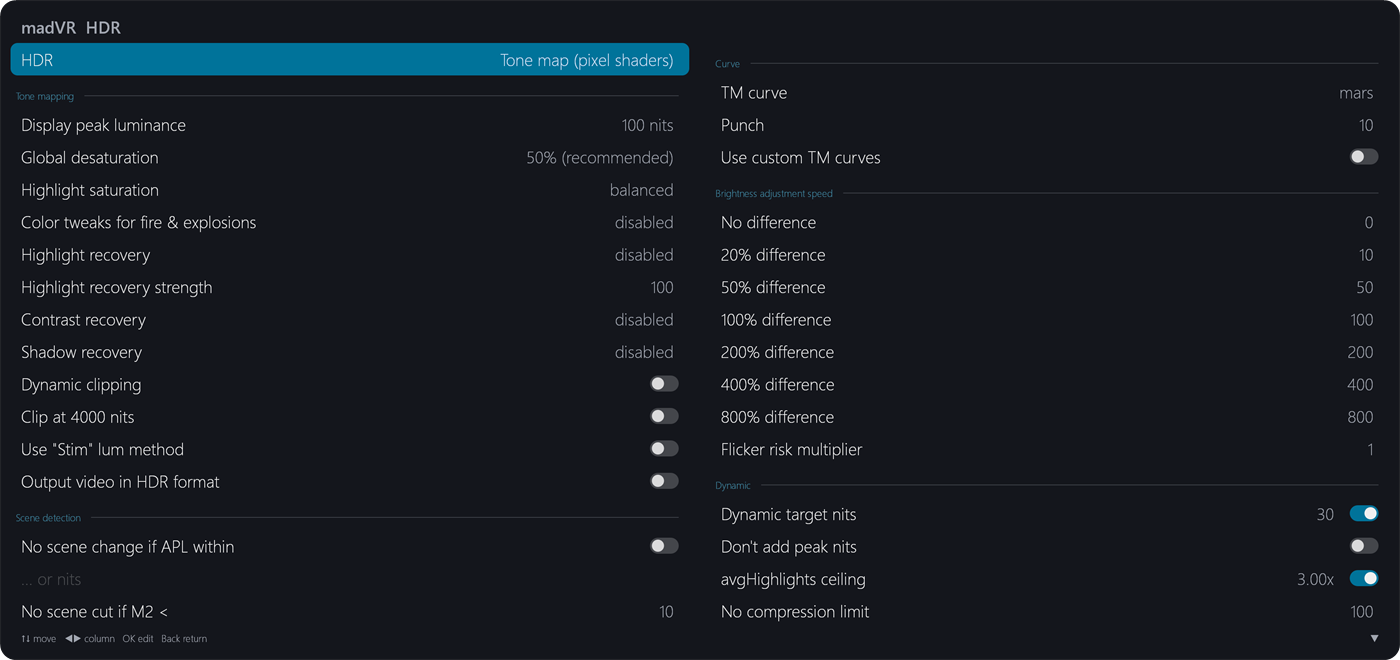 madVR HDR
HDR Tone map (pixel shaders)
Tone mapping
Display peak luminance 100 nits
Global desaturation 50% (recommended)
Highlight saturation balanced
Color tweaks for fire & explosions disabled
Highlight recovery disabled
Highlight recovery strength 100
Contrast recovery disabled
Shadow recovery disabled
Dynamic clipping
Clip at 4000 nits
Use "Stim" lum method
Output video in HDR format
Scene detection
No scene change if APL within
... or nits
No scene cut if M2 < 10
Curve
TM curve mars
Punch 10
Use custom TM curves
Brightness adjustment speed
No difference 0
20% difference 10
50% difference 50
100% difference 100
200% difference 200
400% difference 400
800% difference 800
Flicker risk multiplier 1
Dynamic
Dynamic target nits 30
Don't add peak nits
avgHighlights ceiling 3.00x
No compression limit 100
↑↓ move ◀▶ column OK edit Back return ▼